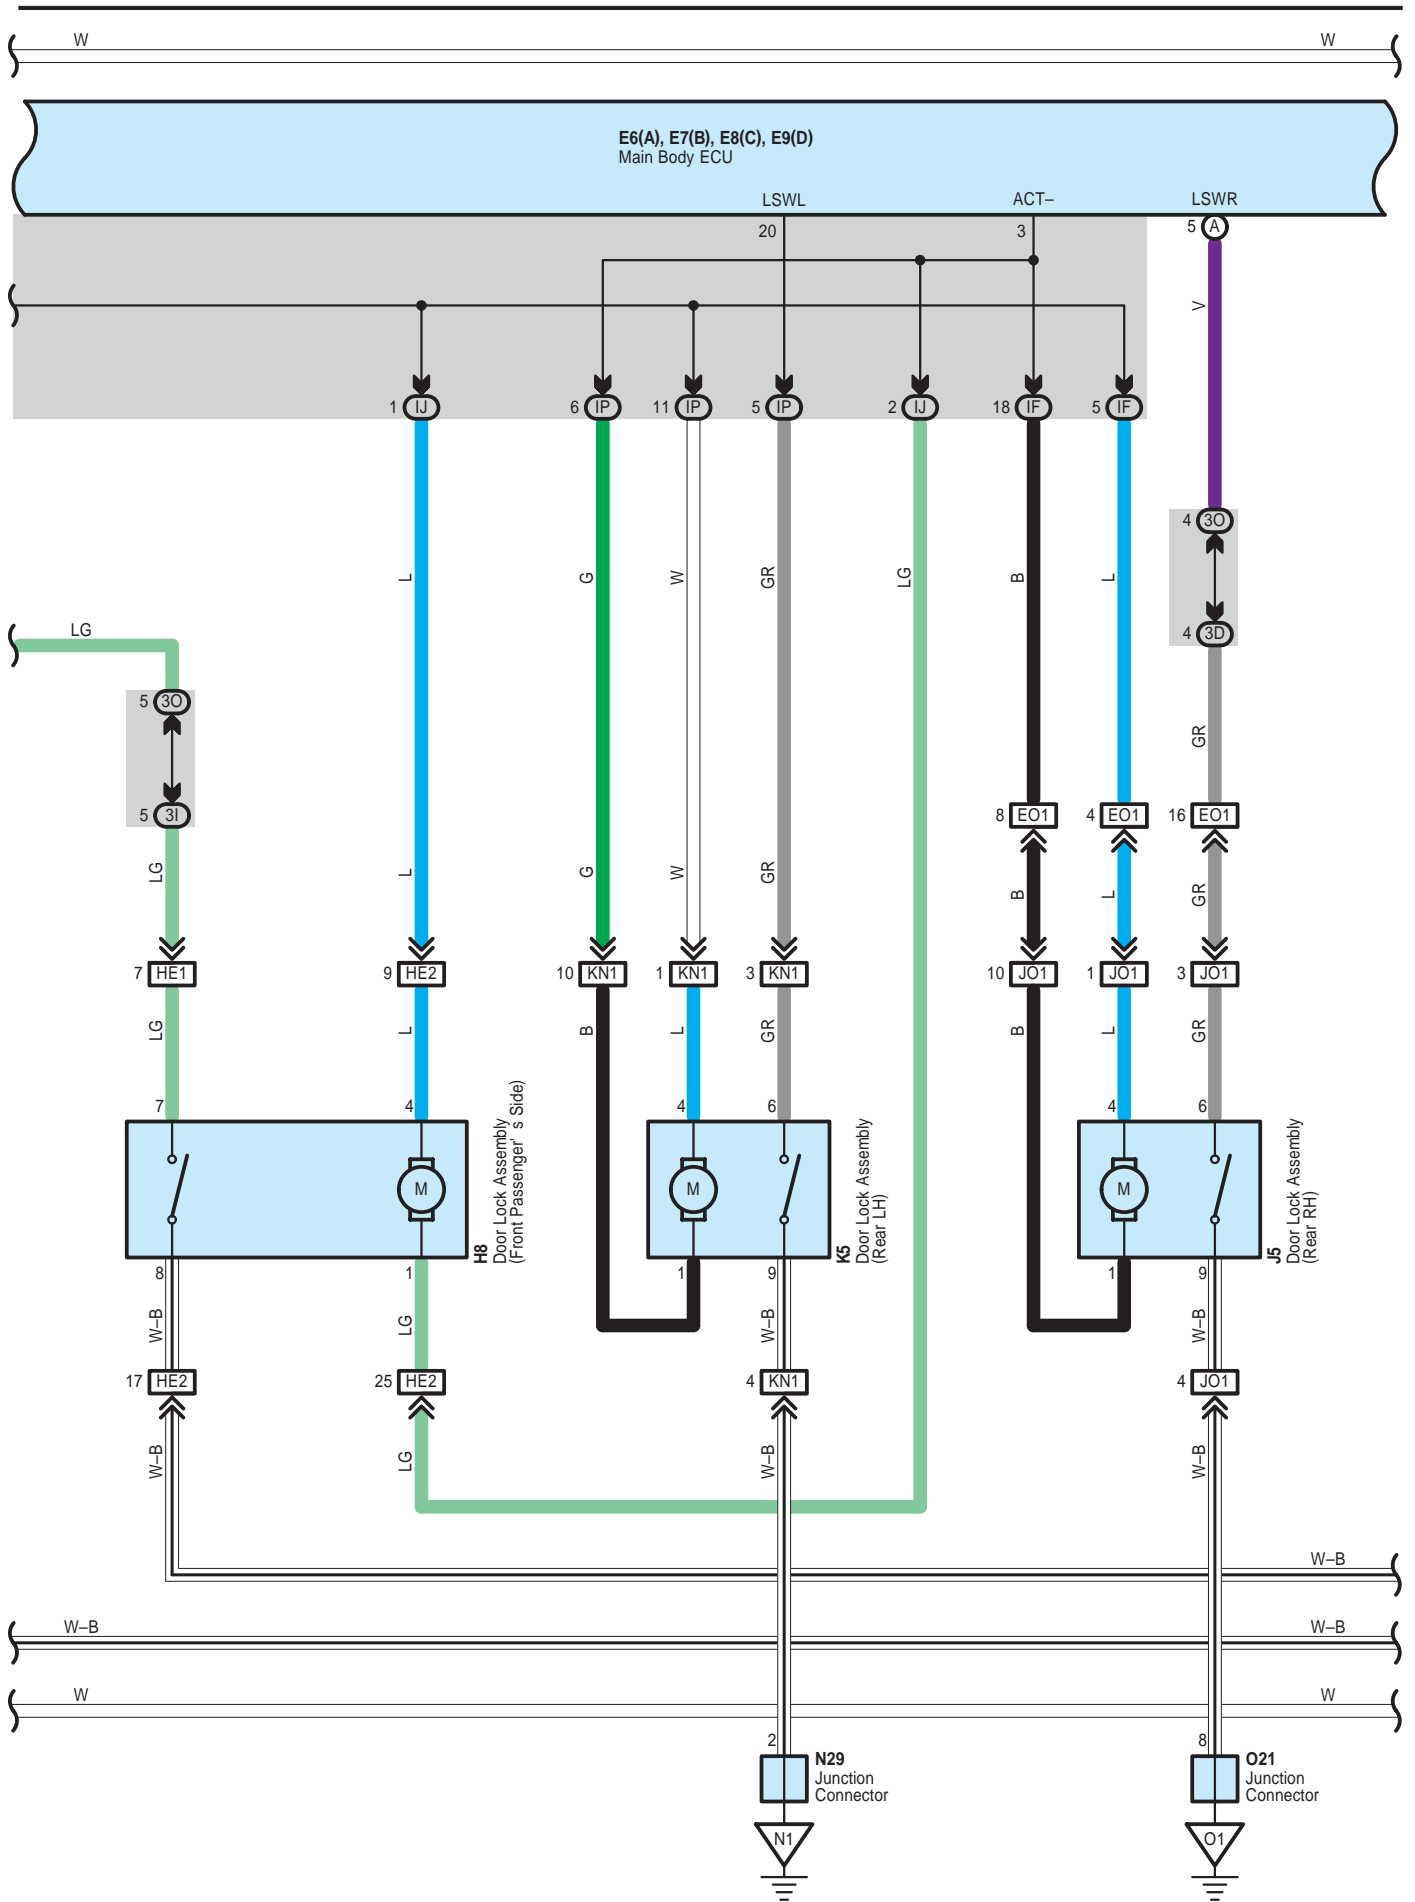 W W
E6(A), E7(B), E8(C), E9(D)
Main Body ECU
LSWL ACT– LSWR
20 3 5 A
V
1 IJ 6 IP 11 IP 5 IP 2 IJ 18 IF 5 IF
4 3O
L G W GR LG B L
LG
4 3D
5 3O
GR
5 3I
8 EO1 4 EO1 16 EO1
LG L G W GR B L GR
7 HE1 9 HE2 10 KN1 1 KN1 3 KN1 10 JO1 1 JO1 3 JO1
LG L B L GR B L GR
7 4 4 6 4 6
M M M
H8
Door Lock Assembly
(Front Passenger' s Side)
K5
Door Lock Assembly
(Rear LH)
J5
Door Lock Assembly
(Rear RH)
8 1 1 9 1 9
W–B LG W–B W–B
17 HE2 25 HE2 4 KN1 4 JO1
W–B LG W–B W–B
W–B
W–B W–B
W W
2 8
N29
Junction
Connector
O21
Junction
Connector
N1 O1